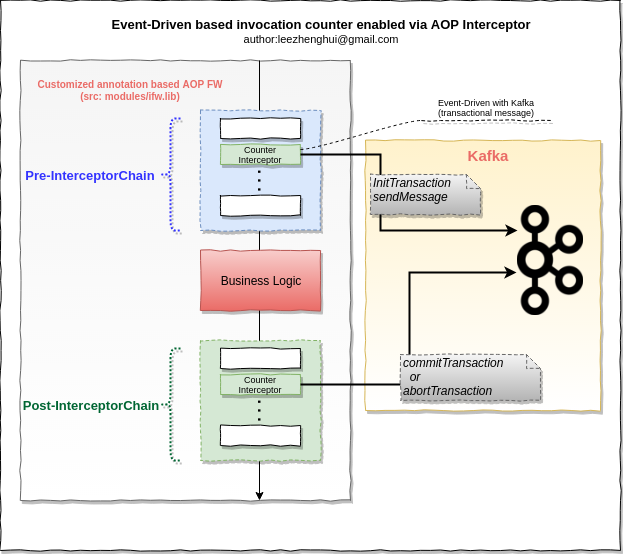 Event-Driven based invocation counter enabled via AOP Interceptor
author:leezhenghui@gmail.com
Customized annotation based AOP FW
(src: modules/ifw.lib)
Event-Driven with Kafka
(transactional message)
Counter
Interceptor
Kafka
Pre-InterceptorChain
InitTransaction
sendMessage
Business Logic
commitTransaction
or
abortTransaction
Counter
Interceptor
Post-InterceptorChain